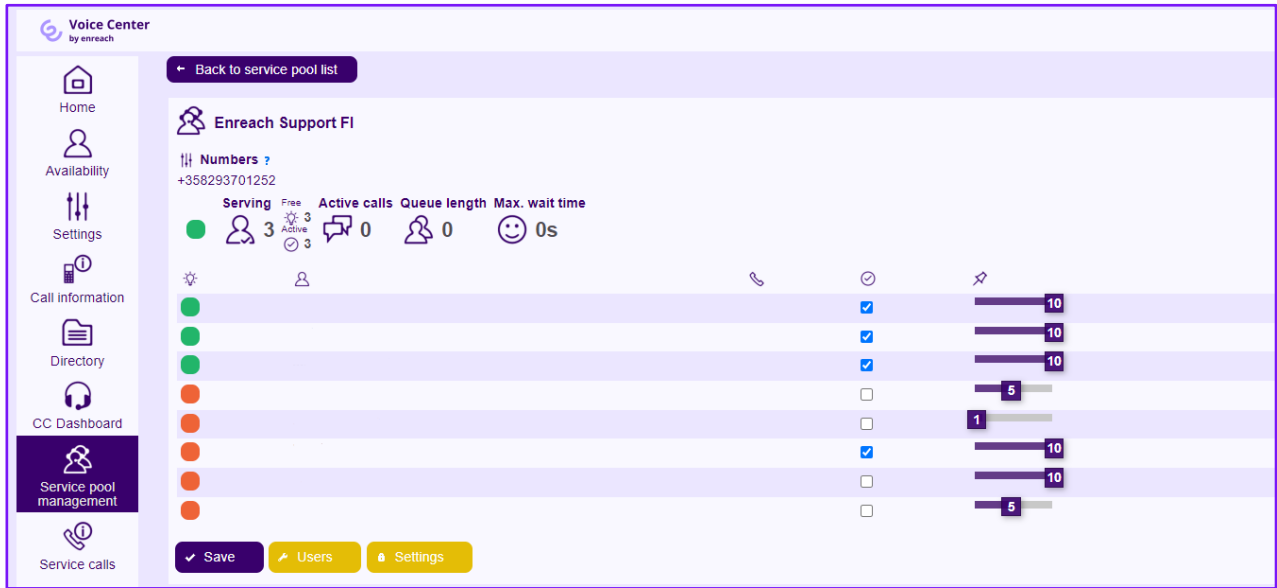 Voice Center
by enreach
← Back to service pool list
Home
Enreach Support FI
Availability
Numbers ?
+358293701252
Settings
Serving Free 3 Active calls Queue length Max. wait time
3 Active 3 0 0 0s
Call information
10
10
Directory
10
5
CC Dashboard
1
10
Service pool
management
10
5
Service calls
Save
Users
Settings